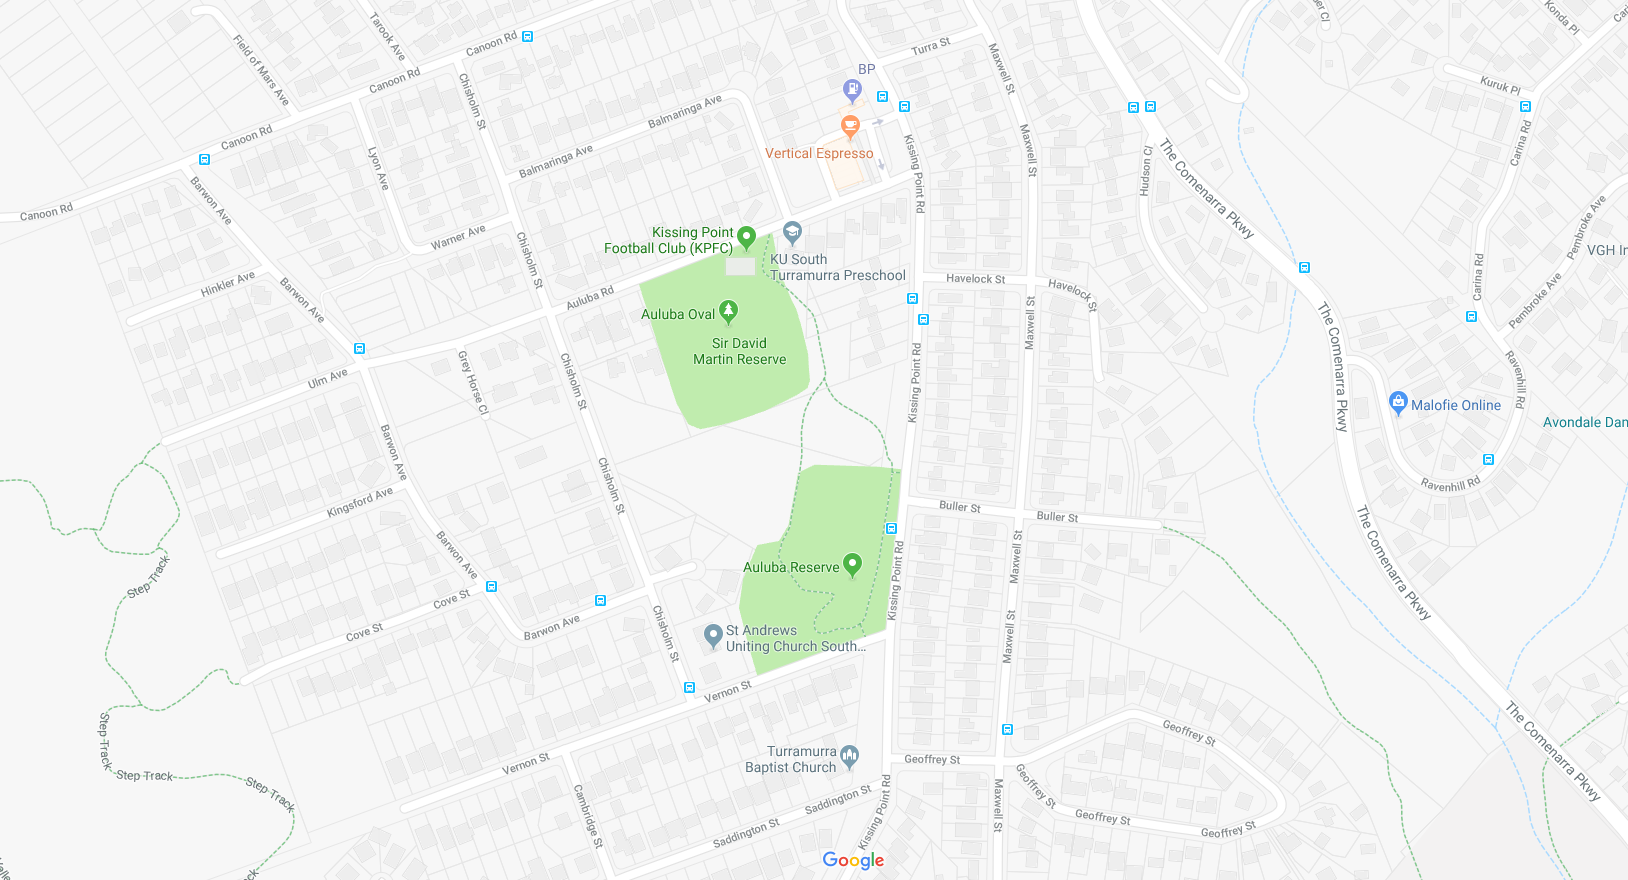 Tarook Ave
Field of Mars Ave
Canoon Rd
Canoon Rd
Canoon Rd
Canoon Rd
Chisholm St
Balmaringa Ave
Balmaringa Ave
Turra St
BP
Vertical Espresso
Maxwell St
Maxwell St
Kissing Point Rd
The Comenarra Pkwy
Hudson Cl
Konda Pl
Kuruk Pl
Carina Rd
Pembroke Ave
Pembroke Ave
VGH
Carina Rd
Barwon Ave
Lyon Ave
Warner Ave
Hinkler Ave
Barwon Ave
Chisholm St
Kissing Point
Football Club (KPFC)
KU South
Turramurra Preschool
Auluba Rd
Auluba Oval
Sir David
Martin Reserve
Havelock St
Havelock St
Maxwell St
Kissing Point Rd
The Comenarra Pkwy
Ravenhill Rd
Malofie Online
Avondale
Ravenhill Rd
Ulm Ave
Grey Horse Cl
Chisholm St
Barwon Ave
Chisholm St
Kingsford Ave
Barwon Ave
Buller St
Buller St
The Comenarra Pkwy
Step-Track
Cove St
Cove St
Barwon Ave
Auluba Reserve
Kissing Point Rd
Maxwell St
Maxwell St
Chisholm St
St Andrews
Uniting Church South...
Vernon St
Vernon St
Step-Track
Step Track
Step Track
Turramurra
Baptist Church
Geoffrey St
Geoffrey St
Geoffrey St
Geoffrey St
Geoffrey St
The Comenarra Pkwy
Saddington St
Saddington St
Cambridge St
Kissing Point Rd
Maxwell St
Google